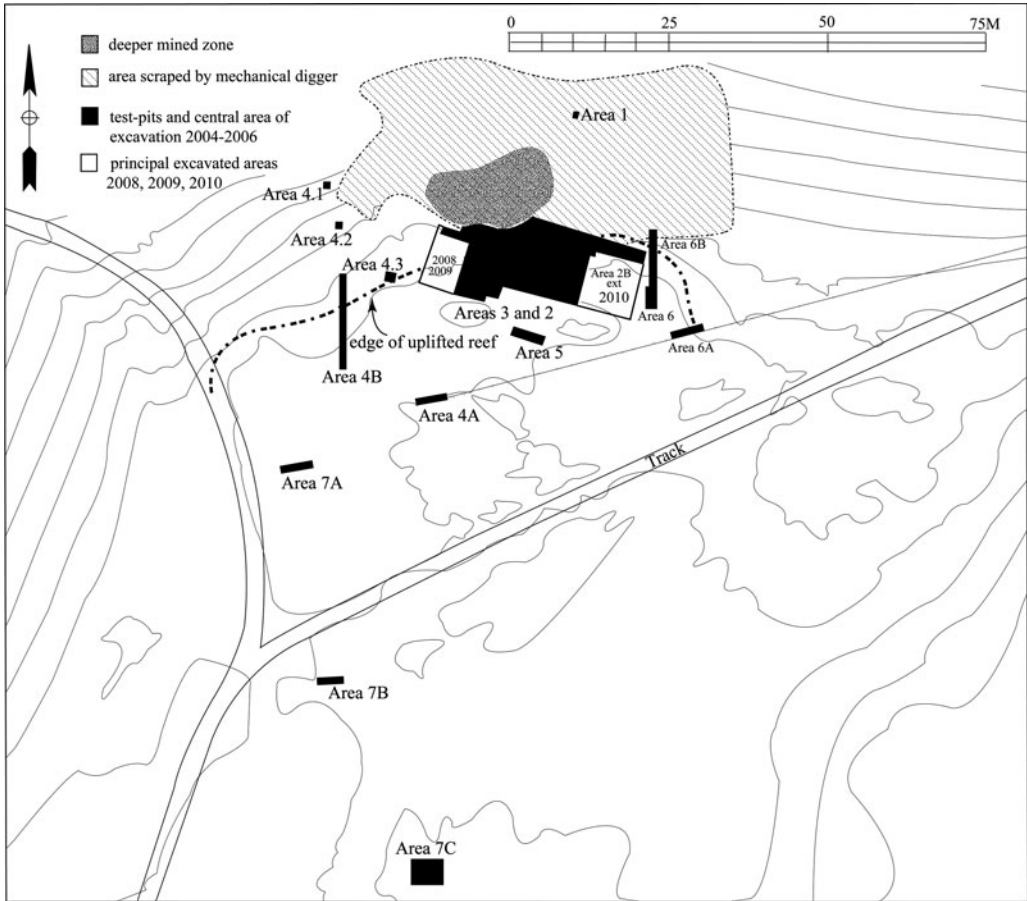 0 25 50 75M
deeper mined zone
area scraped by mechanical digger
test-pits and central area of
excavation 2004-2006
principal excavated areas
2008, 2009, 2010
Area 1
Area 4.1
Area 4.2
Area 4.3
2008
2009
Area 2B
ext
2010
Area 6B
Area 6
Area 6A
Areas 3 and 2
Area 5
edge of uplifted reef
Area 4B
Area 4A
Area 7A
Track
Area 7B
Area 7C